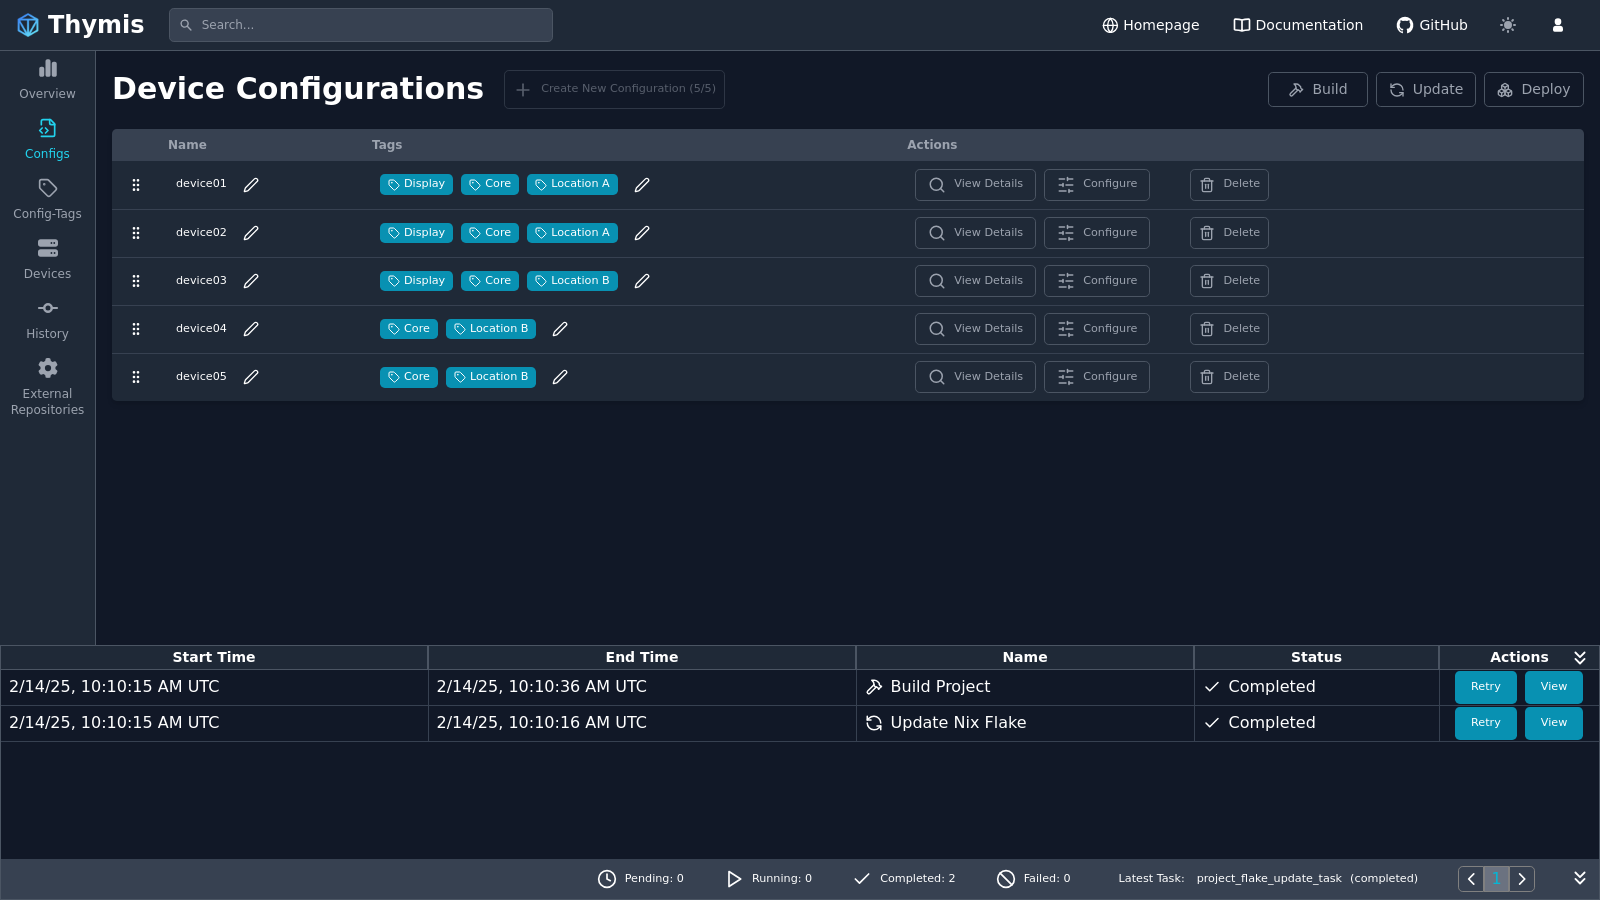 Thymis
Search...
Homepage
Documentation
GitHub
Overview
Configs
Config-Tags
Devices
History
External
Repositories
Device Configurations
Create New Configuration (5/5)
Build
Update
Deploy
Name Tags Actions
device01 Display Core Location A View Details Configure Delete
device02 Display Core Location A View Details Configure Delete
device03 Display Core Location B View Details Configure Delete
device04 Core Location B View Details Configure Delete
device05 Core Location B View Details Configure Delete
Start Time End Time Name Status Actions
2/14/25, 10:10:15 AM UTC 2/14/25, 10:10:36 AM UTC Build Project Completed Retry View
2/14/25, 10:10:15 AM UTC 2/14/25, 10:10:16 AM UTC Update Nix Flake Completed Retry View
Pending: 0 Running: 0 Completed: 2 Failed: 0 Latest Task: project_flake_update_task (completed) 1